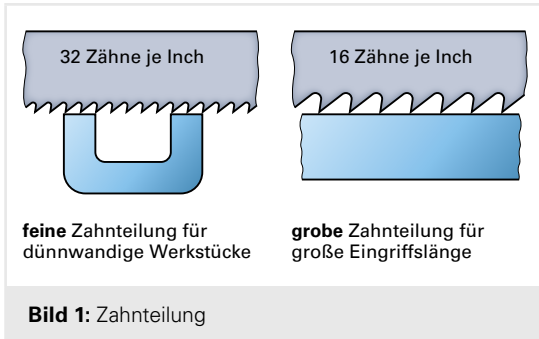 32 Zähne je Inch
16 Zähne je Inch
feine Zahnteilung für
dünnwandige Werkstücke
grobe Zahnteilung für
große Eingriffslänge
Bild 1: Zahnteilung